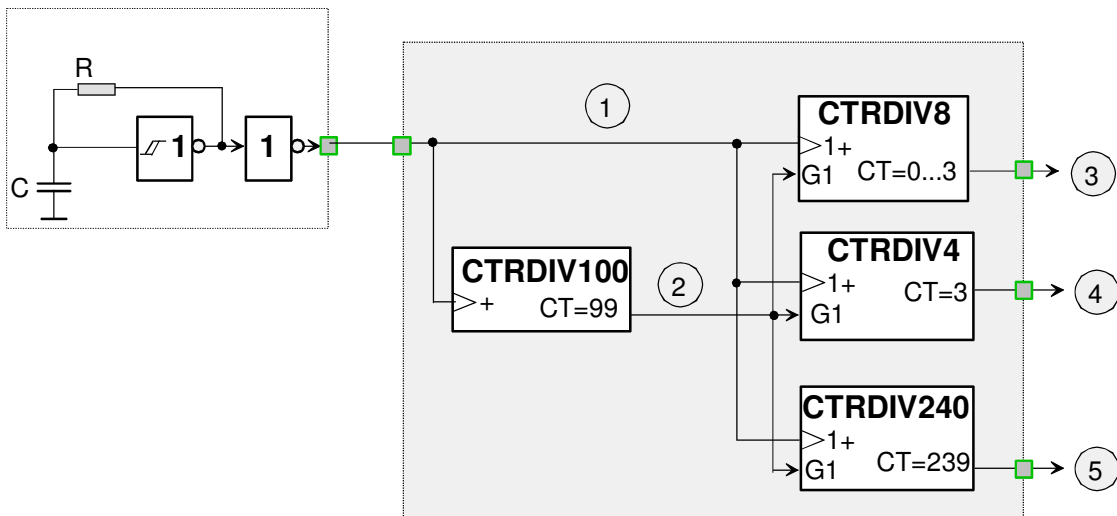 R
C
1
1
1
CTRDIV8
1+
G1
CT=0...3
3
CTRDIV100
+
CT=99
2
CTRDIV4
1+
G1
CT=3
4
CTRDIV240
1+
G1
CT=239
5